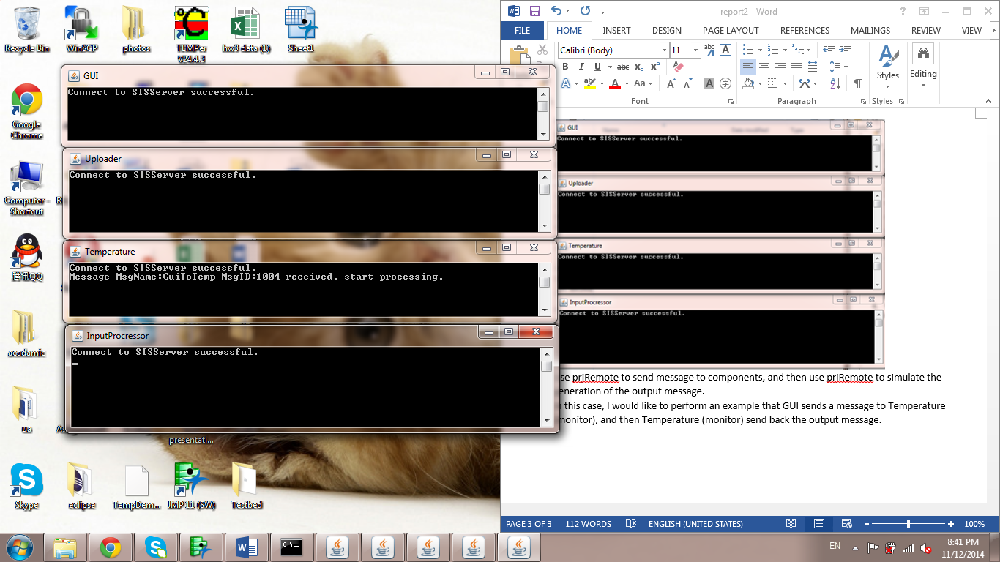 Recycle Bin
WinSCP
photos
TEMPer V24.4.3
hw3 data (1)
Sheet1
Google Chrome
Computer - Shortcut
腾讯QQ
acadamic
ua
presentati...
Skype
eclipse
TempDem...
JMP 11 (SW)
Testbed
GUI
Connect to SISServer successful.
Uploader
Connect to SISServer successful.
Temperature
Connect to SISServer successful.
Message MsgName:GuiToTemp MsgID:1004 received, start processing.
InputProcressor
Connect to SISServer successful.
report2 - Word
FILE HOME INSERT DESIGN PAGE LAYOUT REFERENCES MAILINGS REVIEW VIEW
Calibri (Body) 11
Styles
Editing
Font
Paragraph
Styles
Name Date modified Type
GUI
Connect to SISServer successful.
Uploader
Connect to SISServer successful.
Temperature
Connect to SISServer successful.
InputProcressor
Connect to SISServer successful.
se prjRemote to send message to components, and then use prjRemote to simulate the
eneration of the output message.
n this case, I would like to perform an example that GUI sends a message to Temperature
monitor), and then Temperature (monitor) send back the output message.
PAGE 3 OF 3 112 WORDS ENGLISH (UNITED STATES) 100%
EN
8:41 PM
11/12/2014